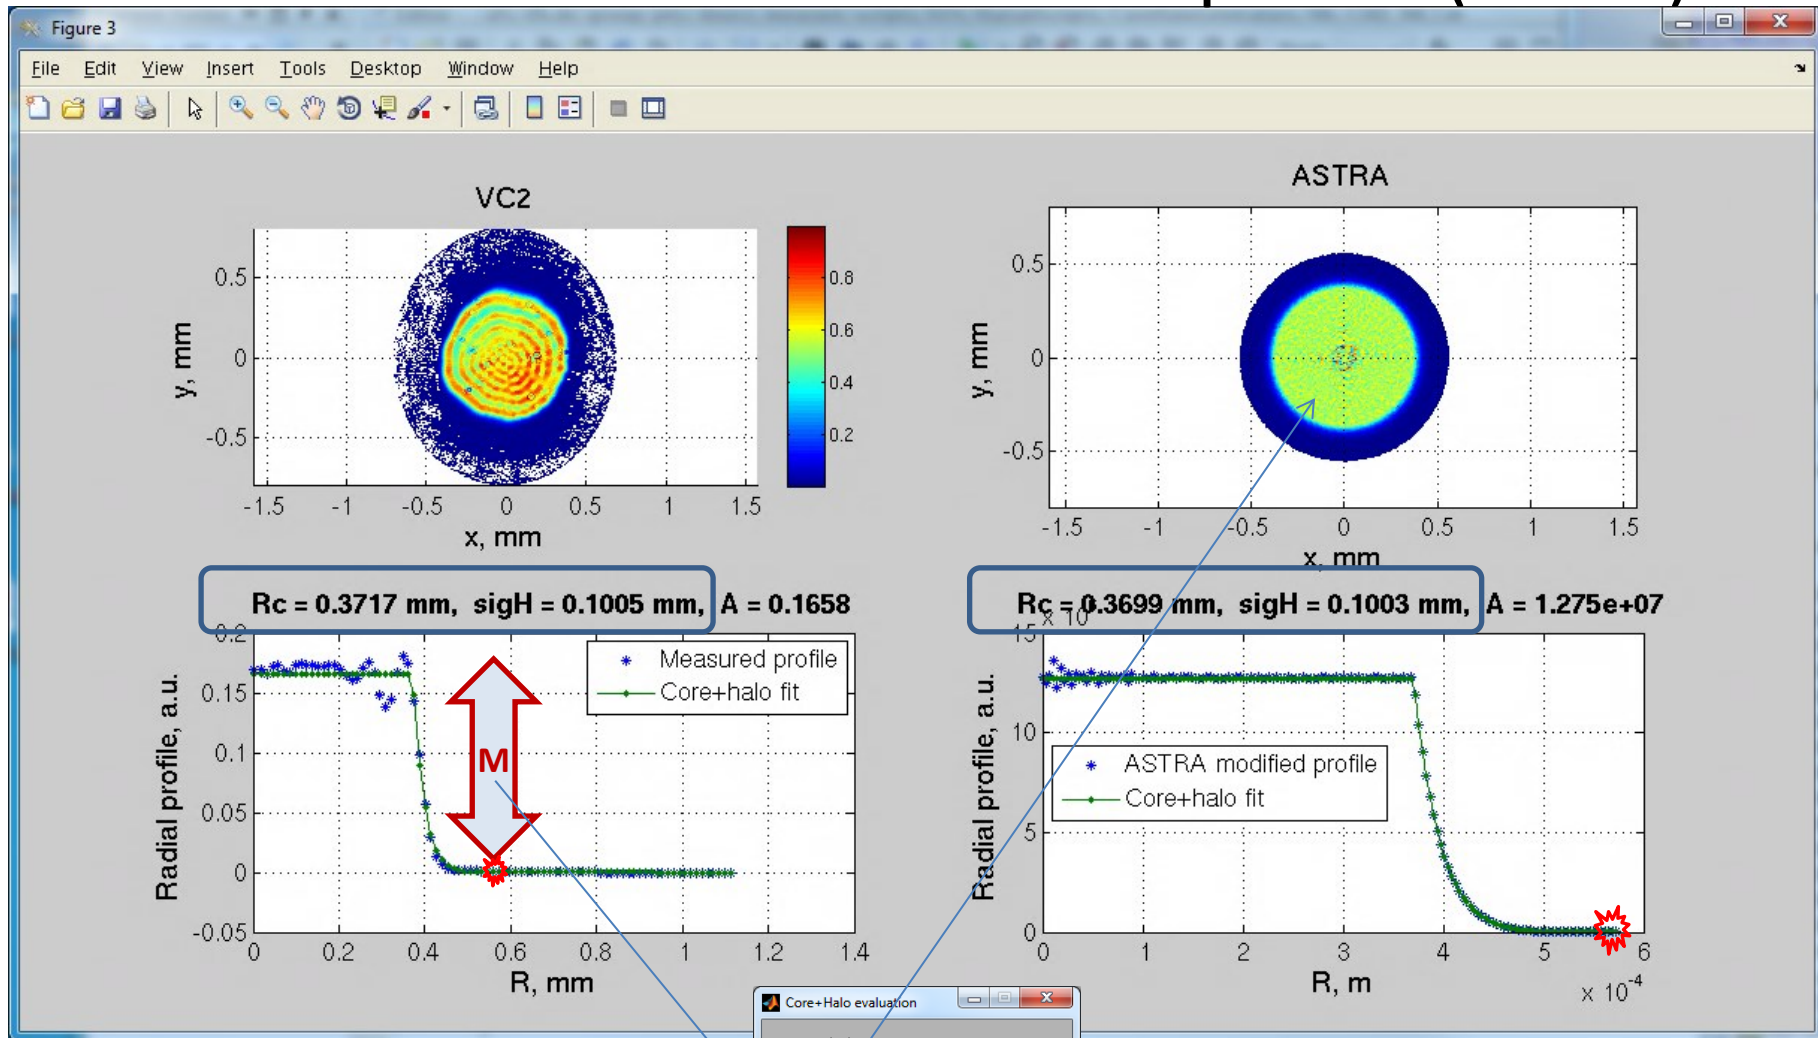 Figure 3
File Edit View Insert Tools Desktop Window Help
VC2
0.5
0
-0.5
y, mm
-1.5 -1 -0.5 0 0.5 1 1.5
x, mm
0.8
0.6
0.4
0.2
ASTRA
0.5
0
-0.5
y, mm
-1.5 -1 -0.5 0 0.5 1 1.5
x, mm
Rc = 0.3717 mm, sigH = 0.1005 mm, A = 0.1658
0.2
0.15
0.1
0.05
0
-0.05
Radial profile, a.u.
Measured profile
Core+halo fit
M
0 0.2 0.4 0.6 0.8 1 1.2 1.4
R, mm
Rc = 0.3699 mm, sigH = 0.1003 mm, A = 1.275e+07
x 10
15
10
5
0
Radial profile, a.u.
ASTRA modified profile
Core+halo fit
0 1 2 3 4 5 6
R, m
x 10-4
Core+Halo evaluation